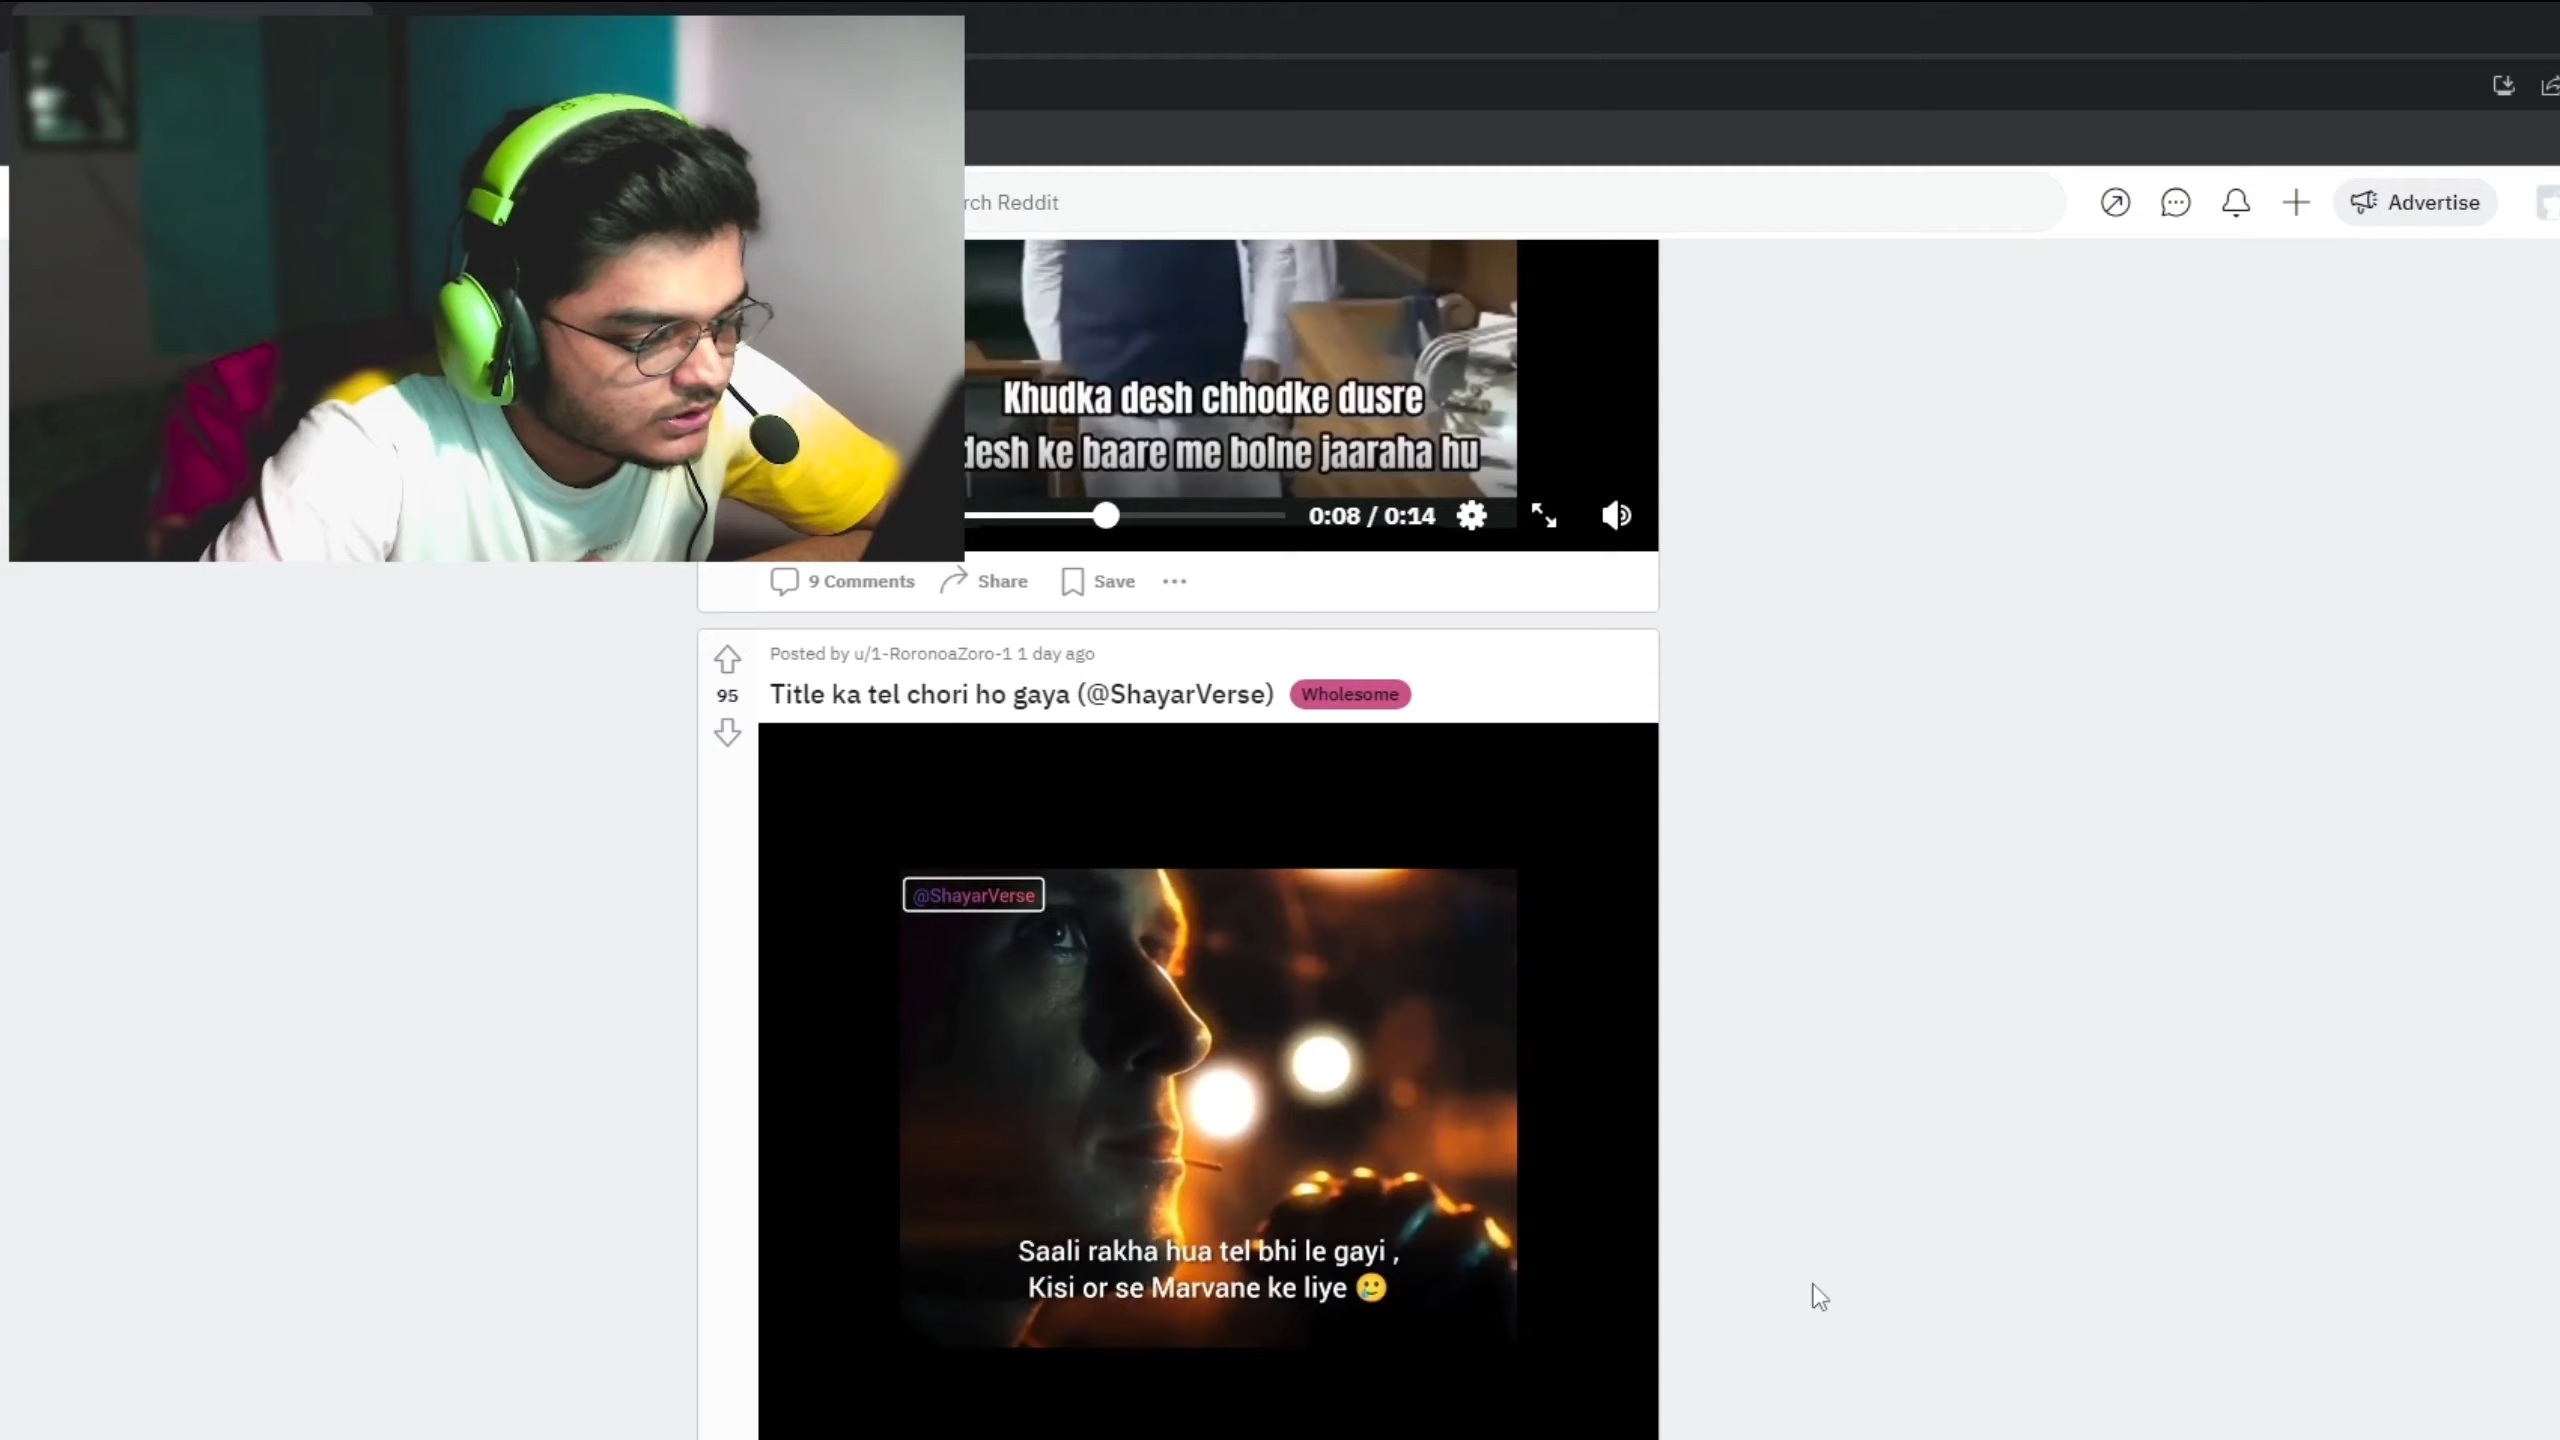 rch Reddit
Advertise
Khudka desh chhodke dusre
desh ke baare me bolne jaaraha hu
0:08 / 0:14
9 Comments Share Save
Posted by u/1-RoronoaZoro-1 1 day ago
95
Title ka tel chori ho gaya (@ShayarVerse) Wholesome
@ShayarVerse
Saali rakha hua tel bhi le gayi ,
Kisi or se Marvane ke liye 🥲